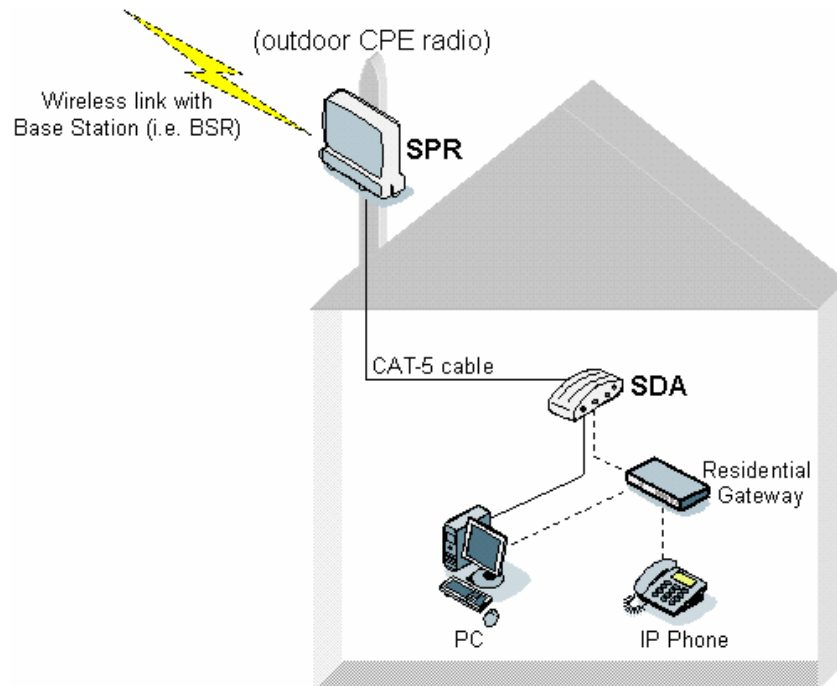 (outdoor CPE radio)
Wireless link with
Base Station (i.e. BSR)
SPR
CAT-5 cable
SDA
Residential
Gateway
PC
IP Phone